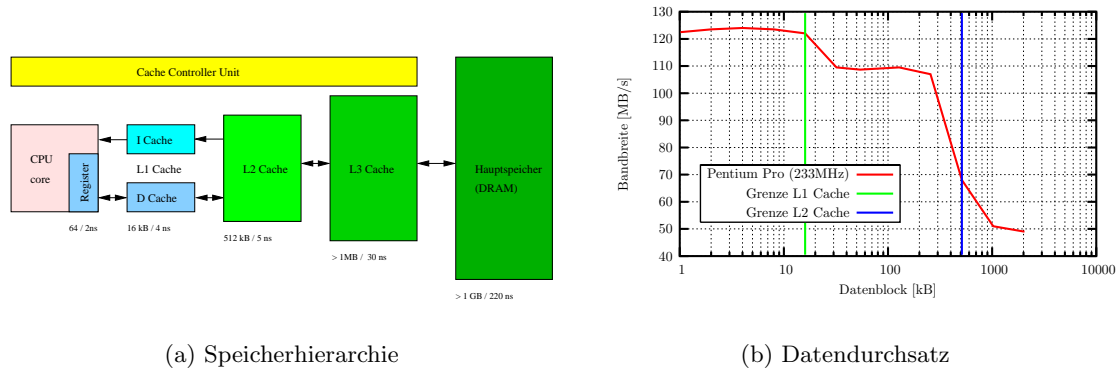 Cache Controller Unit
CPU
core
Register
I Cache
L1 Cache
D Cache
L2 Cache
L3 Cache
Hauptspeicher
(DRAM)
64 / 2ns
16 kB / 4 ns
512 kB / 5 ns
> 1MB / 30 ns
> 1 GB / 220 ns
(a) Speicherhierarchie
130
120
110
100
90
80
70
60
50
40
Bandbreite [MB/s]
Pentium Pro (233MHz)
Grenze L1 Cache
Grenze L2 Cache
1 10 100 1000 10000
Datenblock [kB]
(b) Datendurchsatz